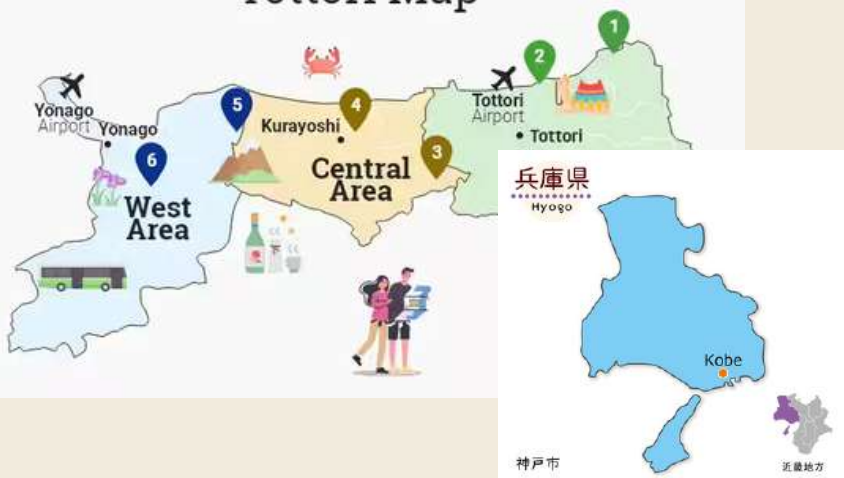 Tottori Map
1
2
Yonago
Airport
Yonago
5
4
Kurayoshi
Tottori
Airport
Tottori
3
6
Central
Area
West
Area
兵庫県
Hyogo
Kobe
神戸市
近畿地方